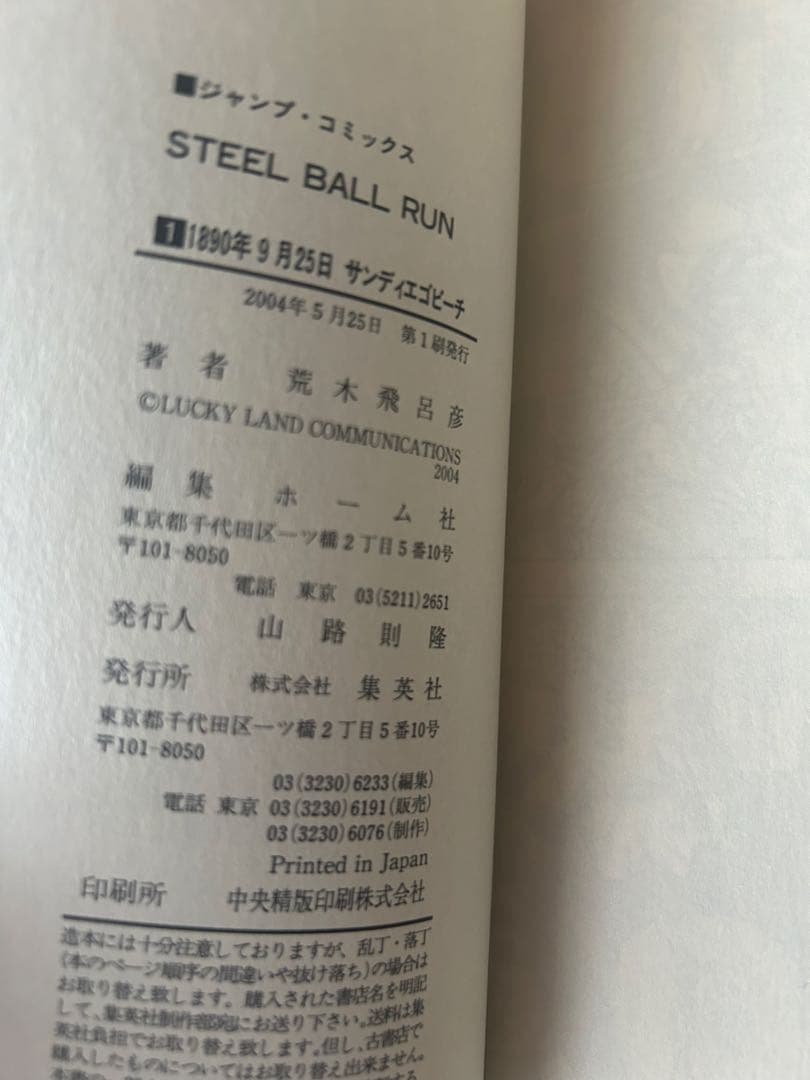 ■ジャンプ・コミックス
STEEL BALL RUN
1 1890年9月25日 サンディエゴビーチ
2004年5月25日 第1刷発行
著者 荒木飛呂彦
©LUCKY LAND COMMUNICATIONS
2004
編集 ホーム社
東京都千代田区一ツ橋2丁目5番10号
〒101-8050
電話 東京 03(5211)2651
発行人 山路則隆
発行所 株式会社 集英社
東京都千代田区一ツ橋2丁目5番10号
〒101-8050
03(3230)6233(編集)
電話 東京 03(3230)6191(販売)
03(3230)6076(制作)
Printed in Japan
印刷所 中央精版印刷株式会社
造本には十分注意しておりますが、乱丁・落丁
(本のページ順序の間違いや抜け落ち)の場合は
お取り替え致します。購入された書店名を明記
して、集英社制作部宛にお送り下さい。送料は集
英社負担でお取り替え致します。但し、古書店で
購入したものについてはお取り替え出来ません。